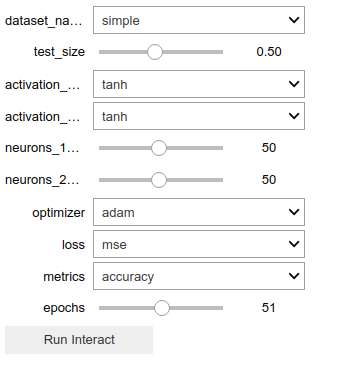 dataset_na... simple
test_size 0.50
activation_... tanh
activation_... tanh
neurons_1... 50
neurons_2... 50
optimizer adam
loss mse
metrics accuracy
epochs 51
Run Interact